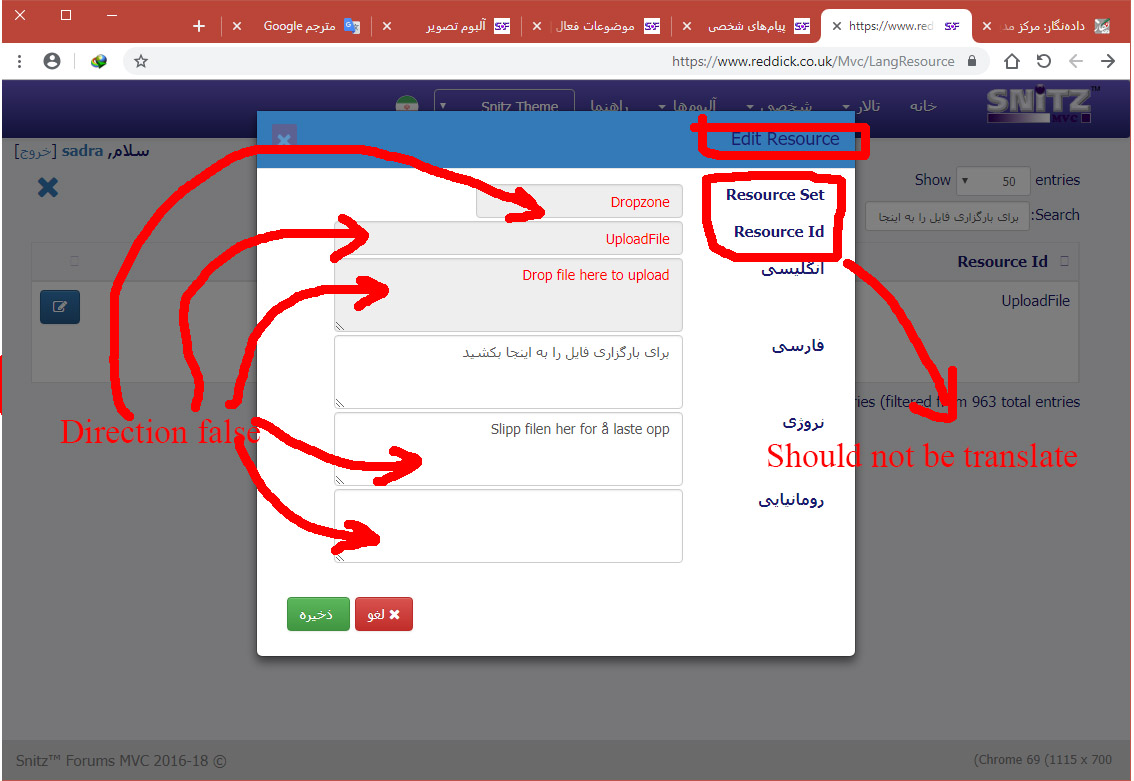 داده‌نگار: مرکز مد
https://www.red
پیام‌های شخصی
موضوعات فعال
آلبوم تصویر
مترجم Google
https://www.reddick.co.uk/Mvc/LangResource
SNITZ™
MVC
خانه
تالار
شخصی
آلبوم‌ها
راهنما
Snitz Theme
سلام, sadra [خروج]
Edit Resource
Show 50 entries
Search:
برای بارگزاری فایل را به اینجا
Resource Id
UploadFile
ries (filtered from 963 total entries
Resource Set
Dropzone
Resource Id
UploadFile
انگلیسی
Drop file here to upload
فارسی
برای بارگزاری فایل را به اینجا بکشید
نروژی
Slipp filen her for å laste opp
رومانیایی
لغو
ذخیره
Direction false
Should not be translate
Snitz™ Forums MVC 2016-18 ©
(Chrome 69 (1115 x 700